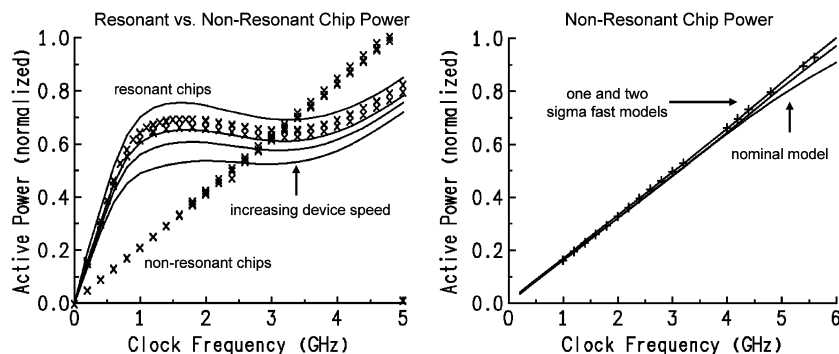 Resonant vs. Non-Resonant Chip Power
Active Power (normalized)
1.0
0.8
0.6
0.4
0.2
0.0
resonant chips
increasing device speed
non-resonant chips
0 1 2 3 4 5
Clock Frequency (GHz)
Non-Resonant Chip Power
Active Power (normalized)
1.0
0.8
0.6
0.4
0.2
0.0
one and two
sigma fast models
nominal model
0 1 2 3 4 5 6
Clock Frequency (GHz)